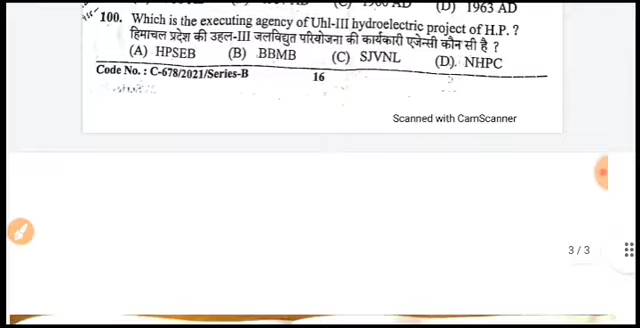 (D) 1963 AD
100. Which is the executing agency of Uhl-III hydroelectric project of H.P. ?
हिमाचल प्रदेश की उहल-III जलविद्युत परियोजना की कार्यकारी एजेन्सी कौन सी है ?
(A) HPSEB (B) BBMB (C) SJVNL (D) NHPC
Code No. : C-678/2021/Series-B 16
Scanned with CamScanner
3 / 3